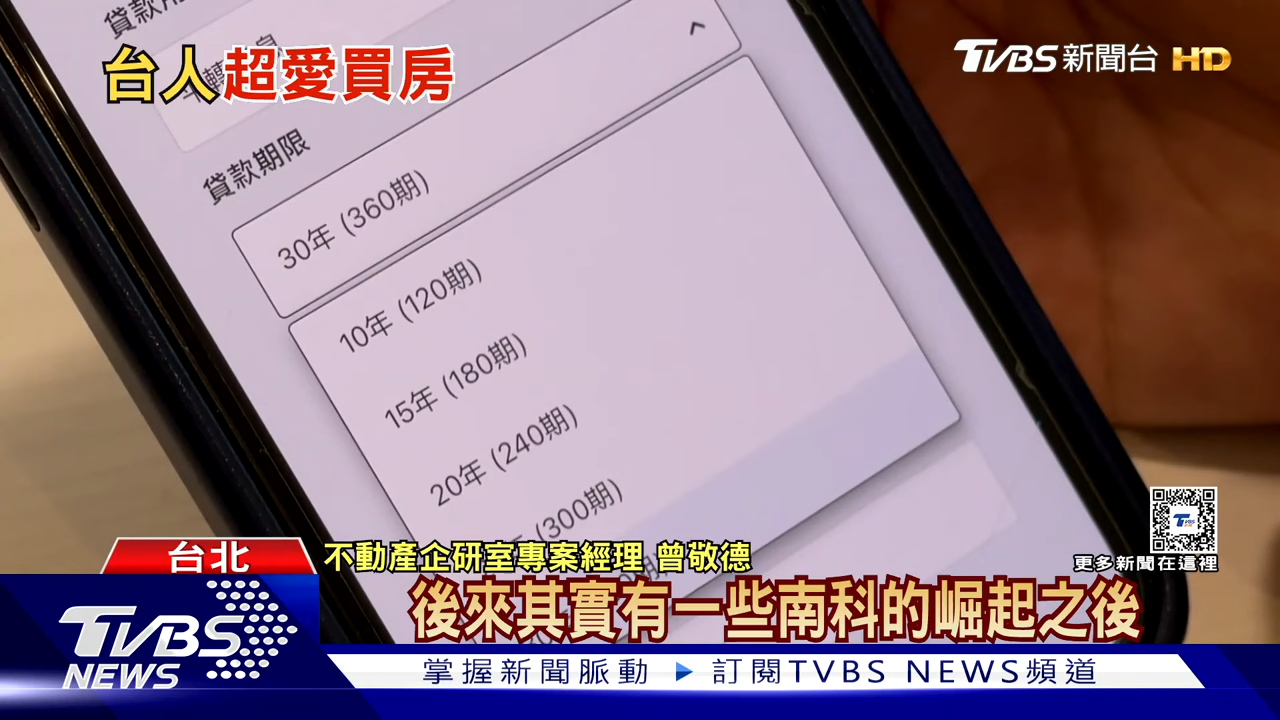 台人超愛買房
TVBS新聞台 HD
貸款期限
30年 (360期)
10年 (120期)
15年 (180期)
20年 (240期)
(300期)
台北
不動產企研室專案經理 曾敬德
更多新聞在這裡
後來其實有一些南科的崛起之後
TVBS NEWS
掌握新聞脈動 ▶ 訂閱TVBS NEWS頻道